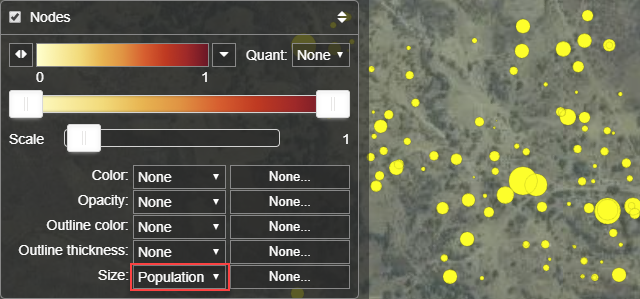 Nodes
Quant: None
0 1
Scale 1
Color: None None...
Opacity: None None...
Outline color: None None...
Outline thickness: None None...
Size: Population None...